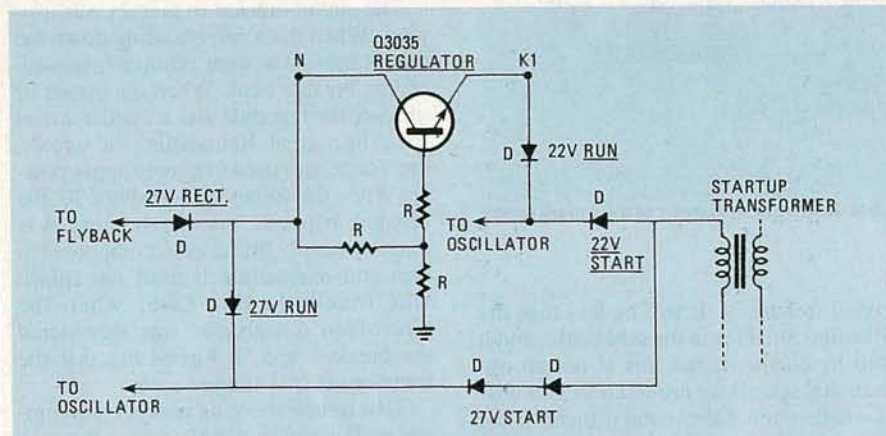 N
Q3035
REGULATOR
K1
D
22V RUN
27V RECT.
TO
FLYBACK
D
R
R
R
TO
OSCILLATOR
D
22V
START
STARTUP
TRANSFORMER
D
27V RUN
TO
OSCILLATOR
D
D
27V START